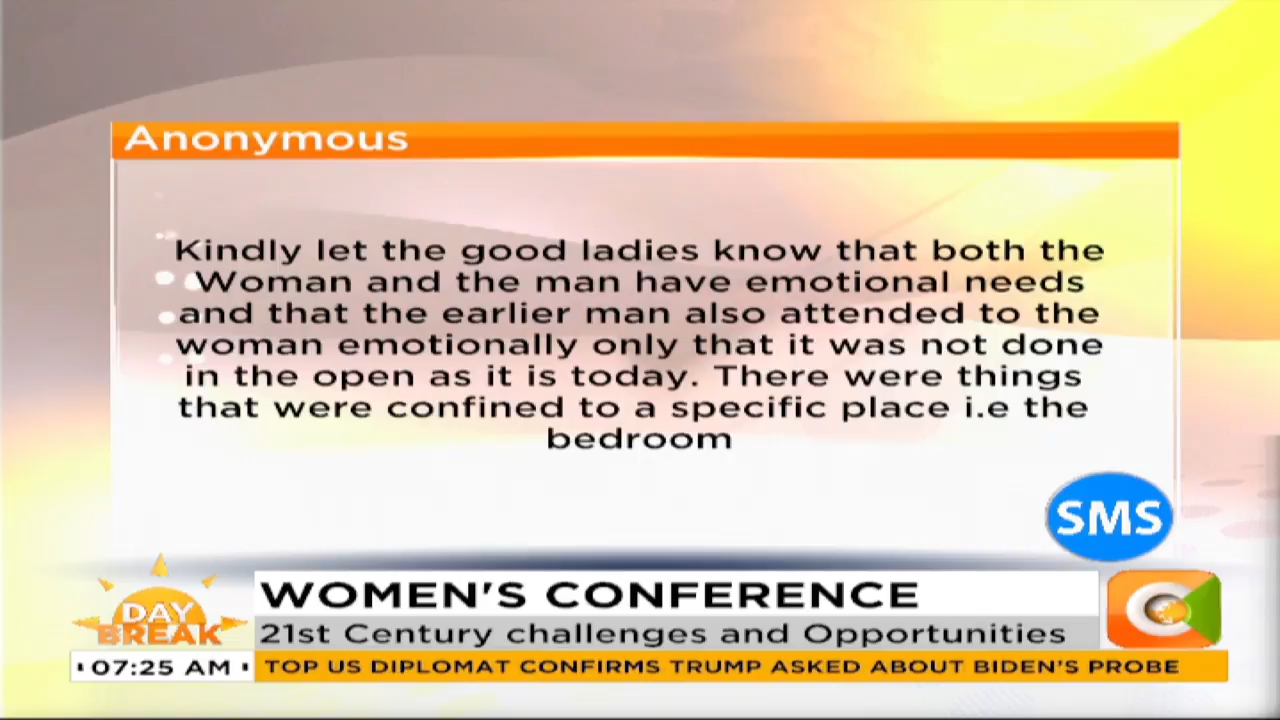 Anonymous
Kindly let the good ladies know that both the
Woman and the man have emotional needs
and that the earlier man also attended to the
woman emotionally only that it was not done
in the open as it is today. There were things
that were confined to a specific place i.e the
bedroom
SMS
DAY
BREAK
WOMEN'S CONFERENCE
21st Century challenges and Opportunities
07:25 AM
TOP US DIPLOMAT CONFIRMS TRUMP ASKED ABOUT BIDEN'S PROBE